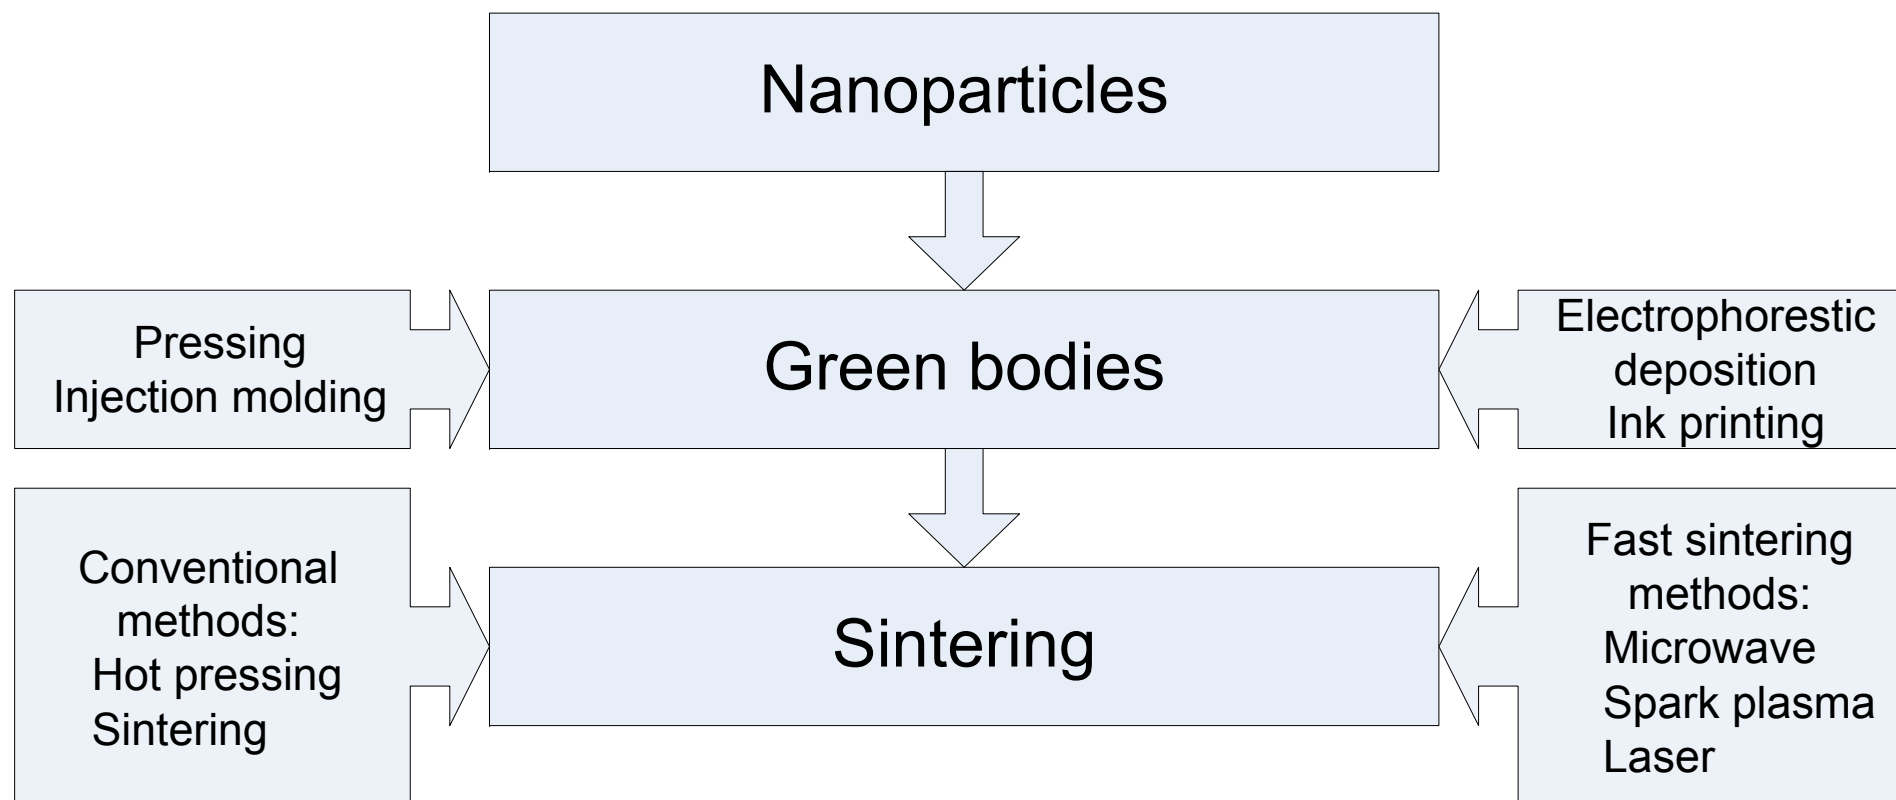 Nanoparticles
Pressing
Injection molding
Green bodies
Electrophorestic
deposition
Ink printing
Conventional
methods:
Hot pressing
Sintering
Sintering
Fast sintering
methods:
Microwave
Spark plasma
Laser